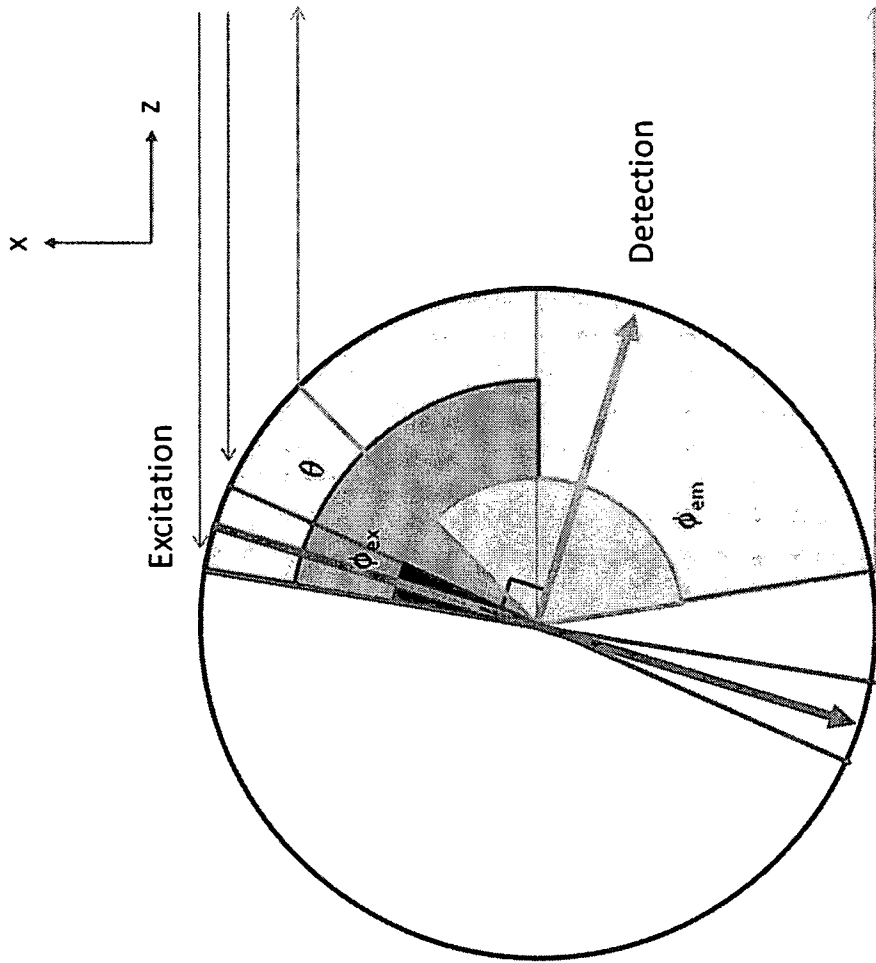 x
z
Excitation
θ
ϕex
ϕem
Detection